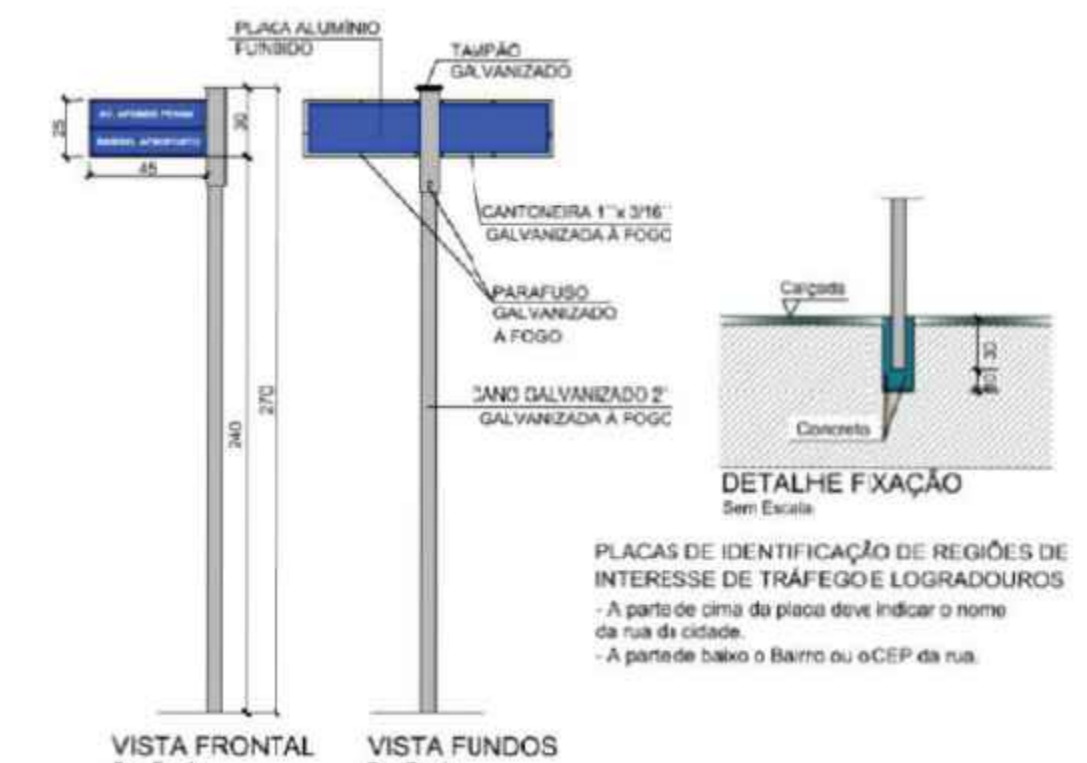 PLACA ALUMÍNIO
FUNDIDO
TAMPÃO
GALVANIZADO
25
45
30
240
270
CANTONEIRA 1" x 3/16"
GALVANIZADA À FOGO
PARAFUSO
GALVANIZADO
À FOGO
CANO GALVANIZADO 2"
GALVANIZADA À FOGO
Calçada
30
Concreto
DETALHE FIXAÇÃO
Sem Escala
PLACAS DE IDENTIFICAÇÃO DE REGIÕES DE
INTERESSE DE TRÁFEGO E LOGRADOUROS
- A parte de cima da placa deve indicar o nome
da rua da cidade.
- A parte de baixo o Bairro ou o CEP da rua.
VISTA FRONTAL
VISTA FUNDOS